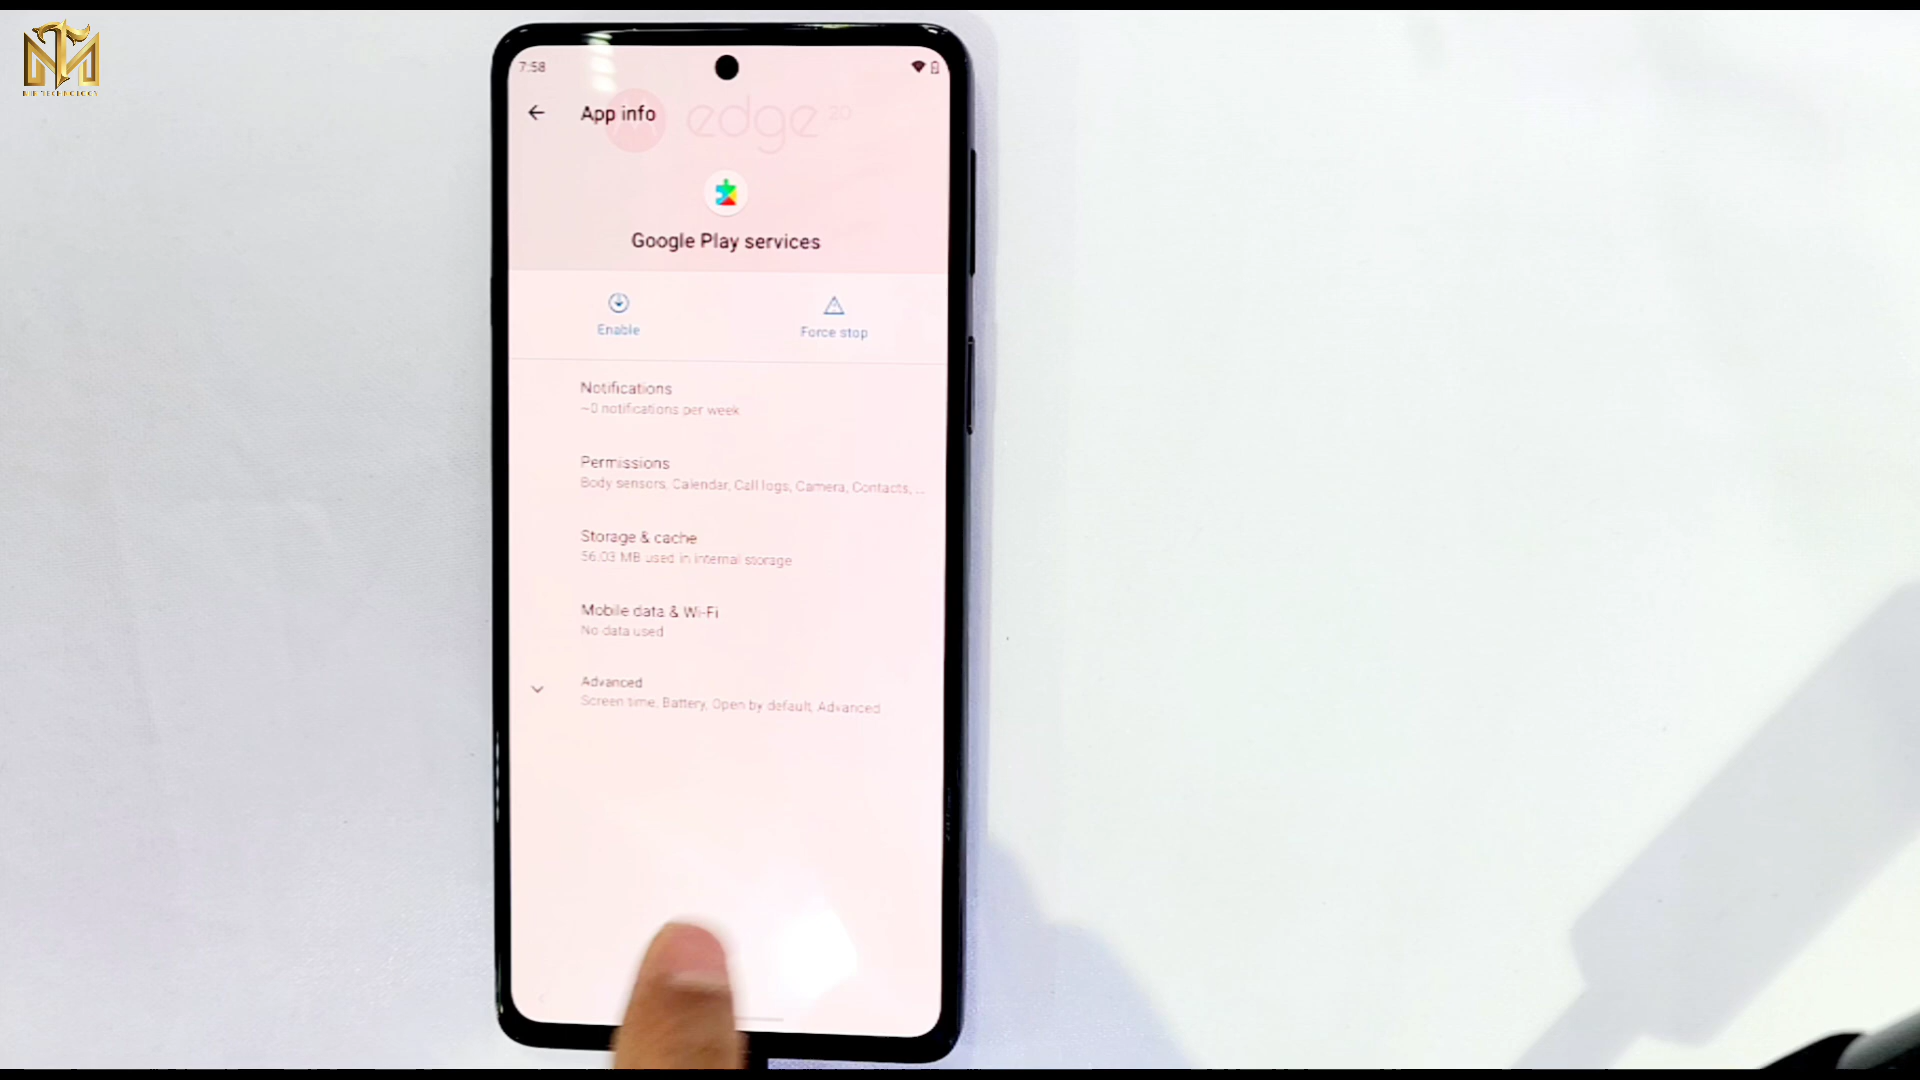 7:58
App info
edge 20
Google Play services
Enable
Force stop
Notifications
~0 notifications per week
Permissions
Body sensors, Calendar, Call logs, Camera, Contacts, ...
Storage & cache
56.03 MB used in internal storage
Mobile data & Wi-Fi
No data used
Advanced
Screen time, Battery, Open by default, Advanced